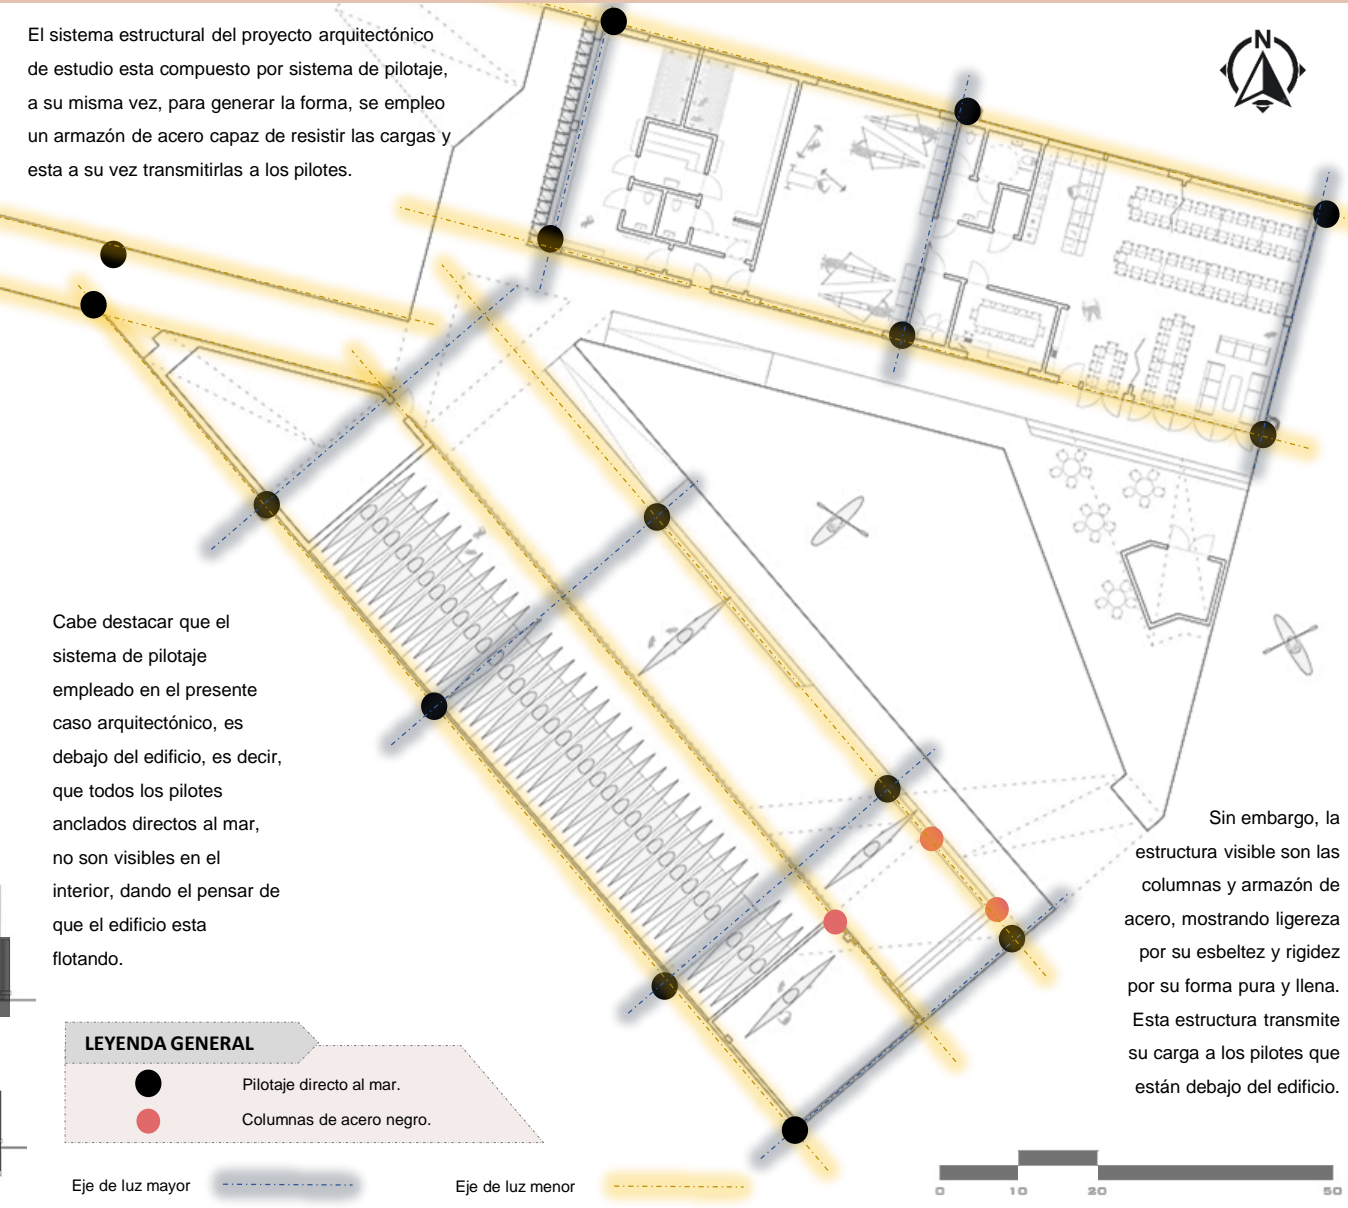 El sistema estructural del proyecto arquitectónico
de estudio esta compuesto por sistema de pilotaje,
a su misma vez, para generar la forma, se empleo
un armazón de acero capaz de resistir las cargas y
esta a su vez transmitirlas a los pilotes.
N
Cabe destacar que el
sistema de pilotaje
empleado en el presente
caso arquitectónico, es
debajo del edificio, es decir,
que todos los pilotes
anclados directos al mar,
no son visibles en el
interior, dando el pensar de
que el edificio esta
flotando.
Sin embargo, la
estructura visible son las
columnas y armazón de
acero, mostrando ligereza
por su esbeltez y rigidez
por su forma pura y llena.
Esta estructura transmite
su carga a los pilotes que
están debajo del edificio.
LEYENDA GENERAL
Pilotaje directo al mar.
Columnas de acero negro.
Eje de luz mayor
Eje de luz menor
0 10 20 50